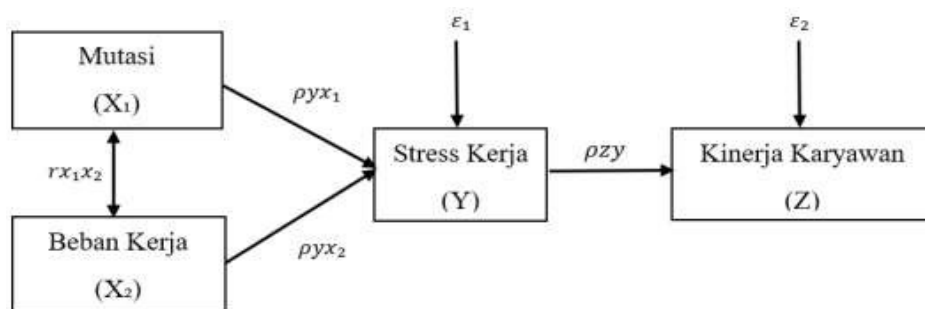 Mutasi
(X₁)
rx₁x₂
Beban Kerja
(X₂)
ρyx₁
ρyx₂
ε₁
Stress Kerja
(Y)
ρzy
ε₂
Kinerja Karyawan
(Z)